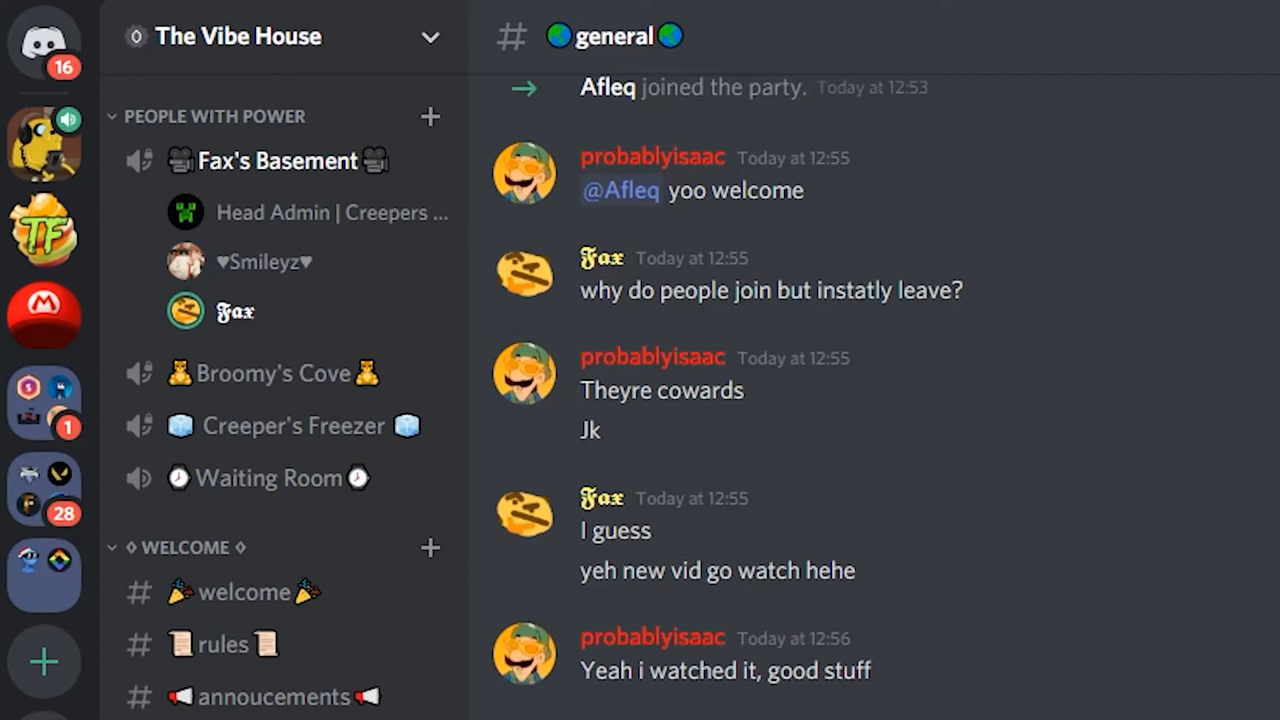 16
TF
M
1
28
The Vibe House
PEOPLE WITH POWER
Fax's Basement
Head Admin | Creepers ...
♥Smileyz♥
𝕱𝖆𝖝
Broomy's Cove
Creeper's Freezer
Waiting Room
◊ WELCOME ◊
# welcome
# rules
# annoucements
# general
Afleq joined the party. Today at 12:53
probablyisaac Today at 12:55
@Afleq yoo welcome
𝕱𝖆𝖝 Today at 12:55
why do people join but instatly leave?
probablyisaac Today at 12:55
Theyre cowards
Jk
𝕱𝖆𝖝 Today at 12:55
I guess
yeh new vid go watch hehe
probablyisaac Today at 12:56
Yeah i watched it, good stuff